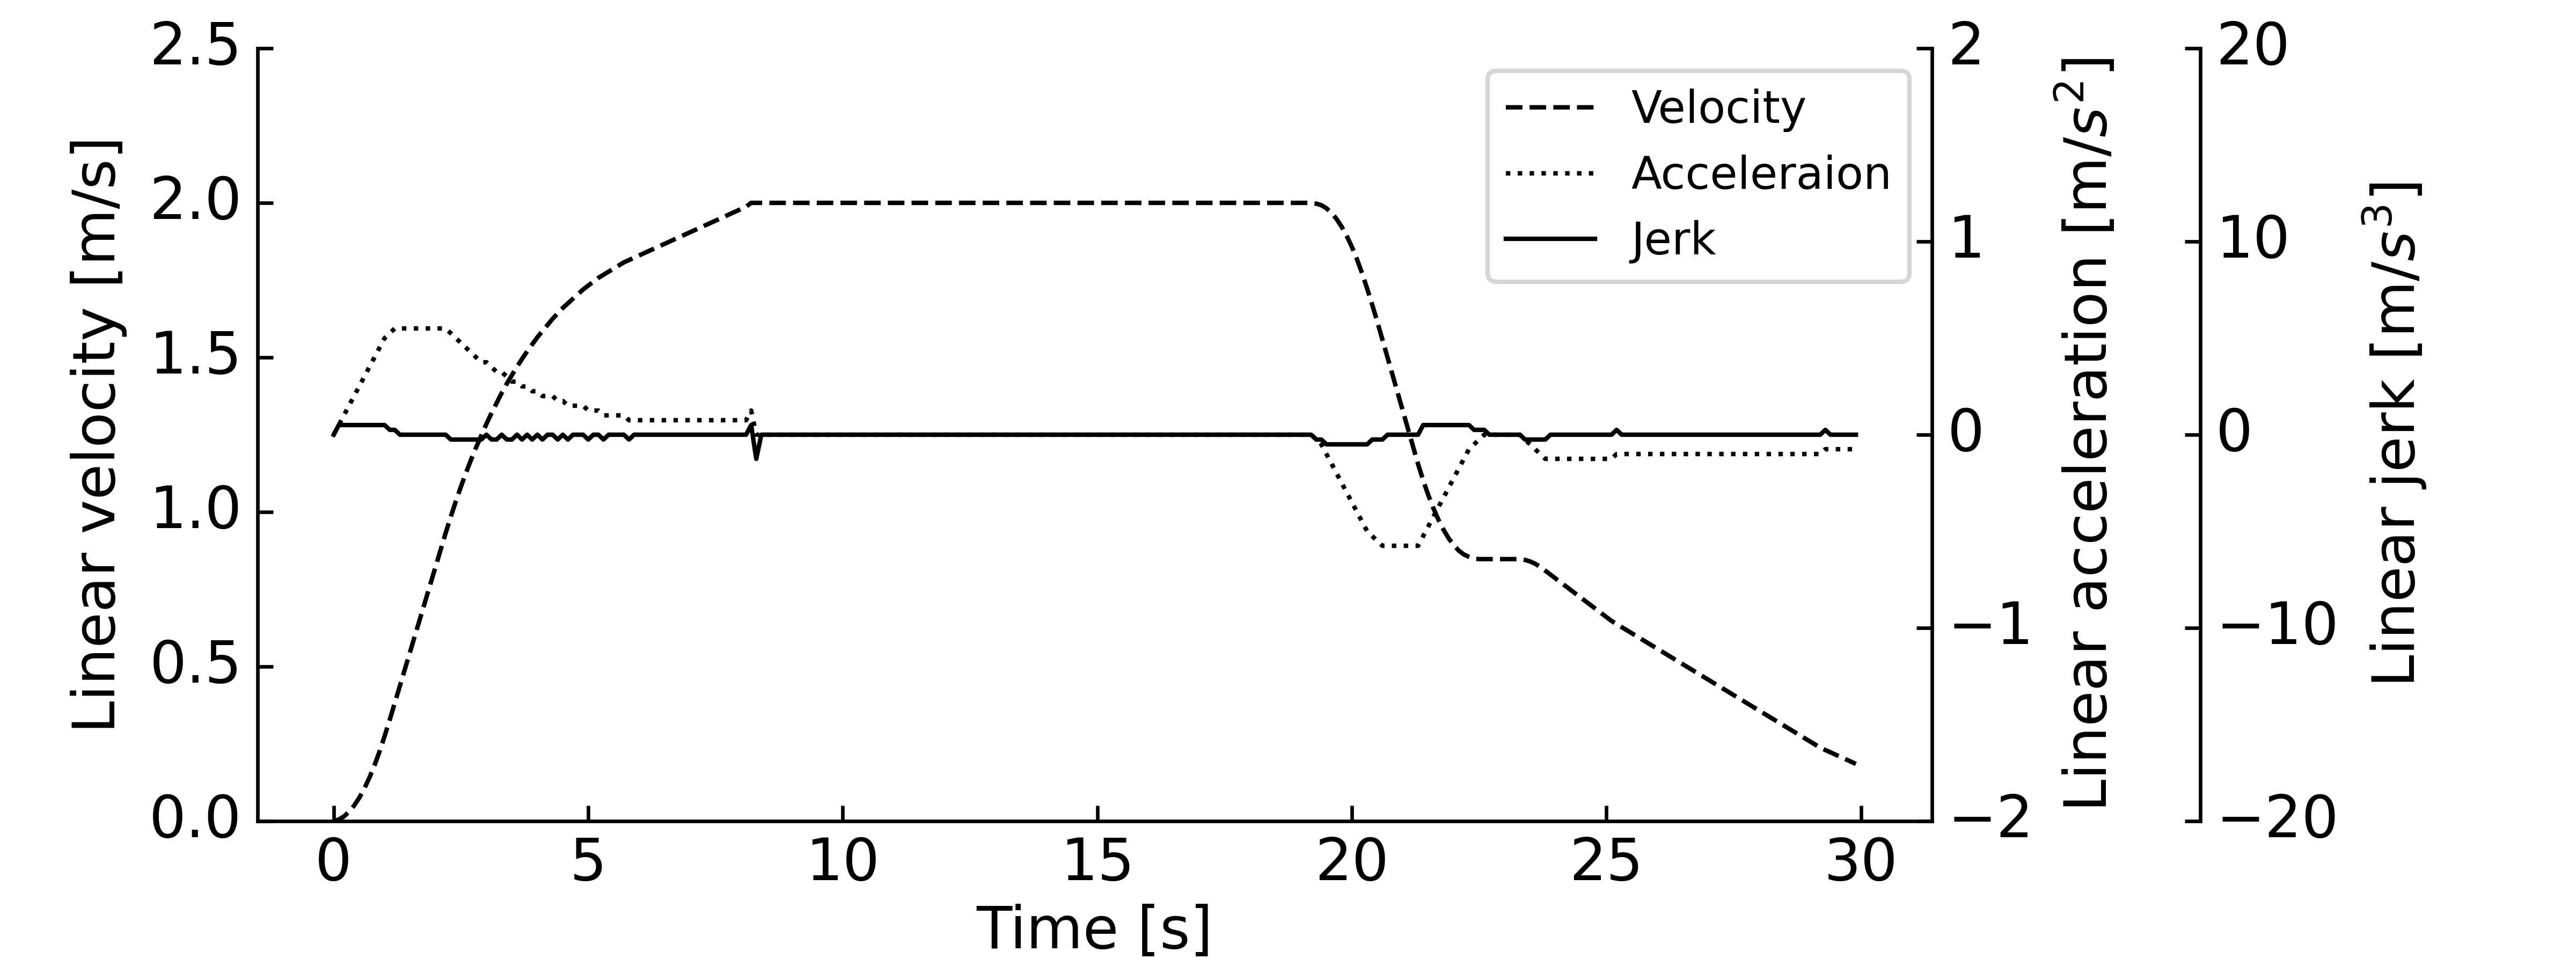 Linear velocity [m/s]
2.5
2.0
1.5
1.0
0.5
0.0
0 5 10 15 20 25 30
Time [s]
Velocity
Acceleraion
Jerk
2
1
0
−1
−2
Linear acceleration [m/s²]
20
10
0
−10
−20
Linear jerk [m/s³]